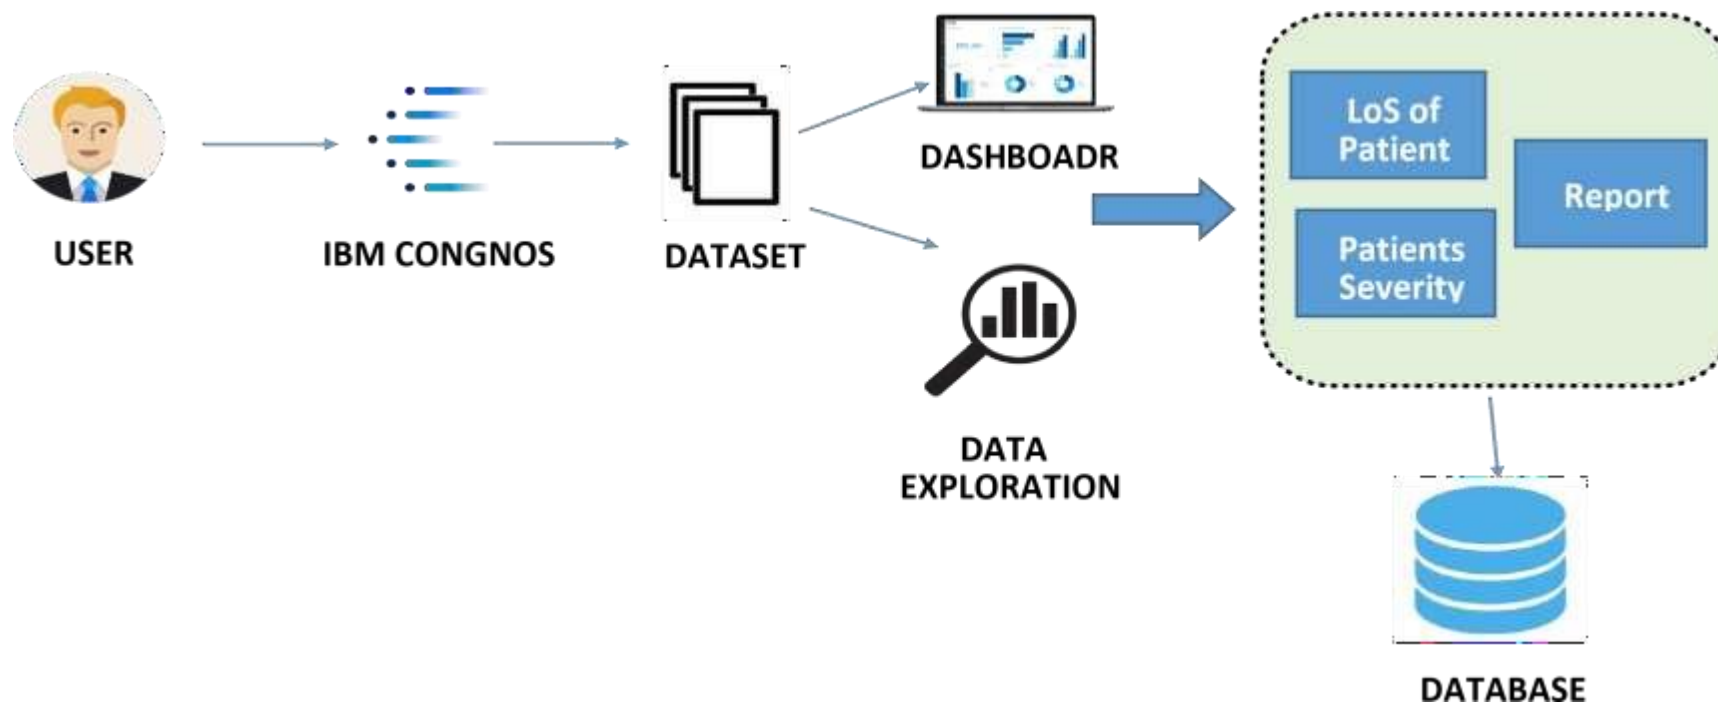 USER
IBM CONGNOS
DATASET
DASHBOADR
DATA
EXPLORATION
LoS of
Patient
Patients
Severity
Report
DATABASE